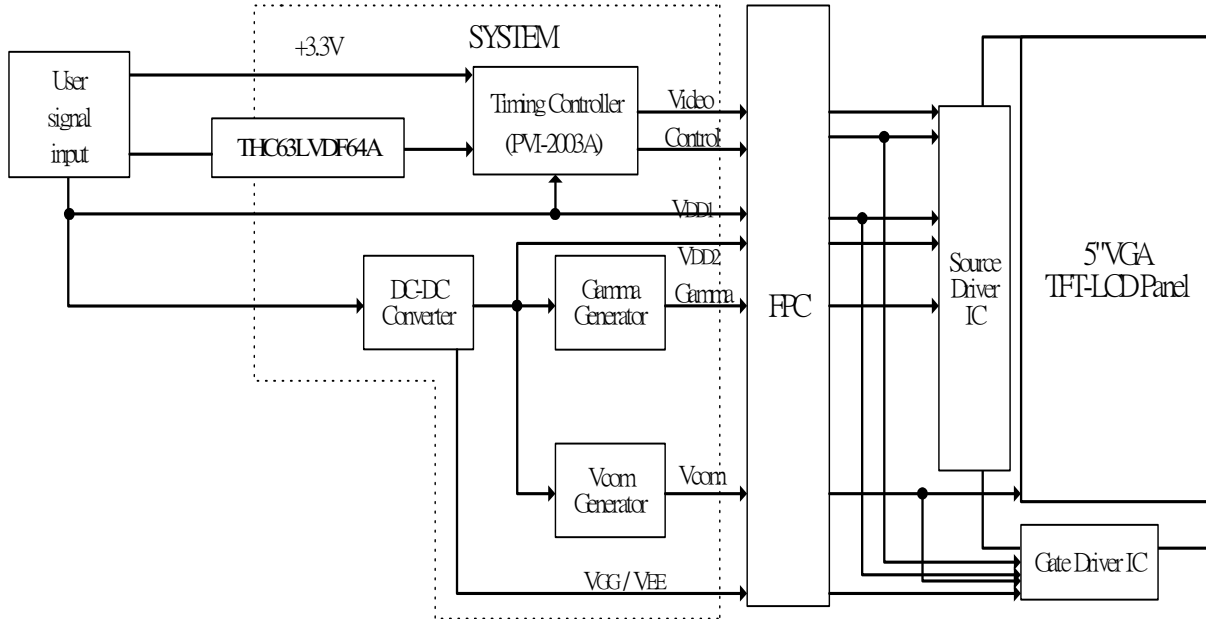 SYSTEM
+3.3V
User
signal
input
THC63LVDF64A
Timing Controller
(PVI-2003A)
Video
Control
VDD1
VDD2
DC-DC
Converter
Gamma
Generator
Gamma
Vcom
Generator
Vcom
VGG / VEE
FPC
Source
Driver
IC
5"VGA
TFT-LCD Panel
Gate Driver IC